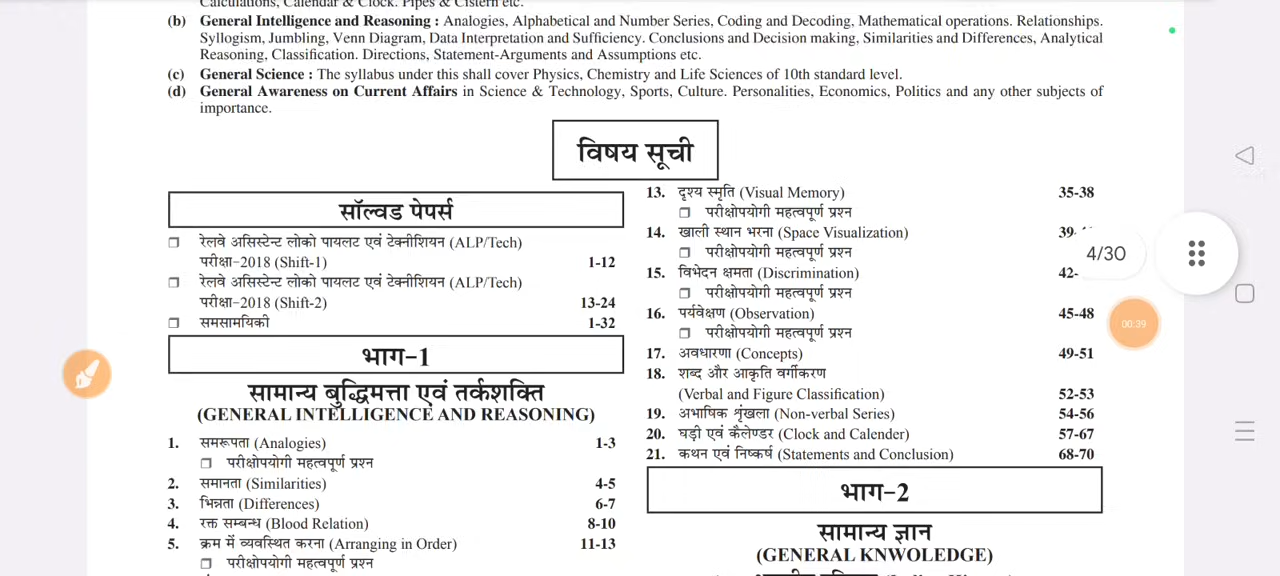 Calculations, Calendar & Clock. Pipes & Cistern etc.
(b) General Intelligence and Reasoning : Analogies, Alphabetical and Number Series, Coding and Decoding, Mathematical operations. Relationships.
Syllogism, Jumbling, Venn Diagram, Data Interpretation and Sufficiency. Conclusions and Decision making, Similarities and Differences, Analytical
Reasoning, Classification. Directions, Statement-Arguments and Assumptions etc.
(c) General Science : The syllabus under this shall cover Physics, Chemistry and Life Sciences of 10th standard level.
(d) General Awareness on Current Affairs in Science & Technology, Sports, Culture. Personalities, Economics, Politics and any other subjects of
importance.
विषय सूची
सॉल्वड पेपर्स
❐ रेलवे असिस्टेन्ट लोको पायलट एवं टेक्नीशियन (ALP/Tech)
परीक्षा-2018 (Shift-1) 1-12
❐ रेलवे असिस्टेन्ट लोको पायलट एवं टेक्नीशियन (ALP/Tech)
परीक्षा-2018 (Shift-2) 13-24
❐ समसामयिकी 1-32
भाग-1
सामान्य बुद्धिमत्ता एवं तर्कशक्ति
(GENERAL INTELLIGENCE AND REASONING)
1. समरूपता (Analogies) 1-3
❐ परीक्षोपयोगी महत्वपूर्ण प्रश्न
2. समानता (Similarities) 4-5
3. भिन्नता (Differences) 6-7
4. रक्त सम्बन्ध (Blood Relation) 8-10
5. क्रम में व्यवस्थित करना (Arranging in Order) 11-13
❐ परीक्षोपयोगी महत्वपूर्ण प्रश्न
13. दृश्य स्मृति (Visual Memory) 35-38
❐ परीक्षोपयोगी महत्वपूर्ण प्रश्न
14. खाली स्थान भरना (Space Visualization) 39-
❐ परीक्षोपयोगी महत्वपूर्ण प्रश्न
15. विभेदन क्षमता (Discrimination) 42-
❐ परीक्षोपयोगी महत्वपूर्ण प्रश्न
16. पर्यवेक्षण (Observation) 45-48
❐ परीक्षोपयोगी महत्वपूर्ण प्रश्न
17. अवधारणा (Concepts) 49-51
18. शब्द और आकृति वर्गीकरण
(Verbal and Figure Classification) 52-53
19. अभाषिक शृंखला (Non-verbal Series) 54-56
20. घड़ी एवं कैलेण्डर (Clock and Calender) 57-67
21. कथन एवं निष्कर्ष (Statements and Conclusion) 68-70
भाग-2
सामान्य ज्ञान
(GENERAL KNWOLEDGE)
4/30
00:39